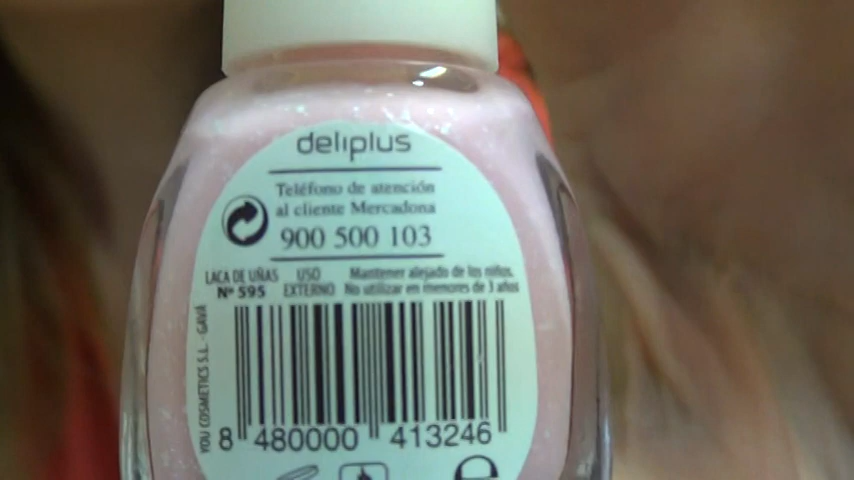 deliplus
Teléfono de atención
al cliente Mercadona
900 500 103
LACA DE UÑAS
Nº 595
USO
EXTERNO
Mantener alejado de los niños.
No utilizar en menores de 3 años
YOU COSMETICS S.L. - GAVÀ
8 480000 413246
e